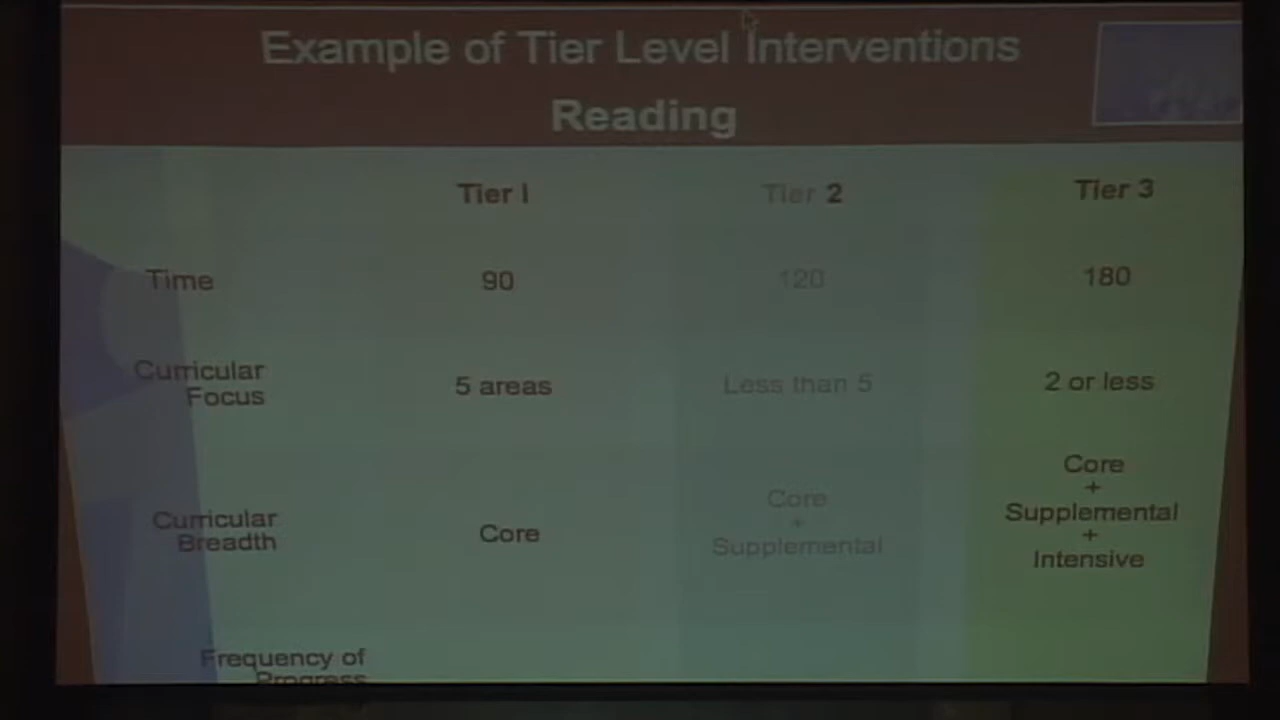 Example of Tier Level Interventions
Reading
Tier I Tier 2 Tier 3
Time 90 120 180
Curricular
Focus
5 areas Less than 5 2 or less
Curricular
Breadth
Core
Core
+
Supplemental
Core
+
Supplemental
+
Intensive
Frequency of
Progress